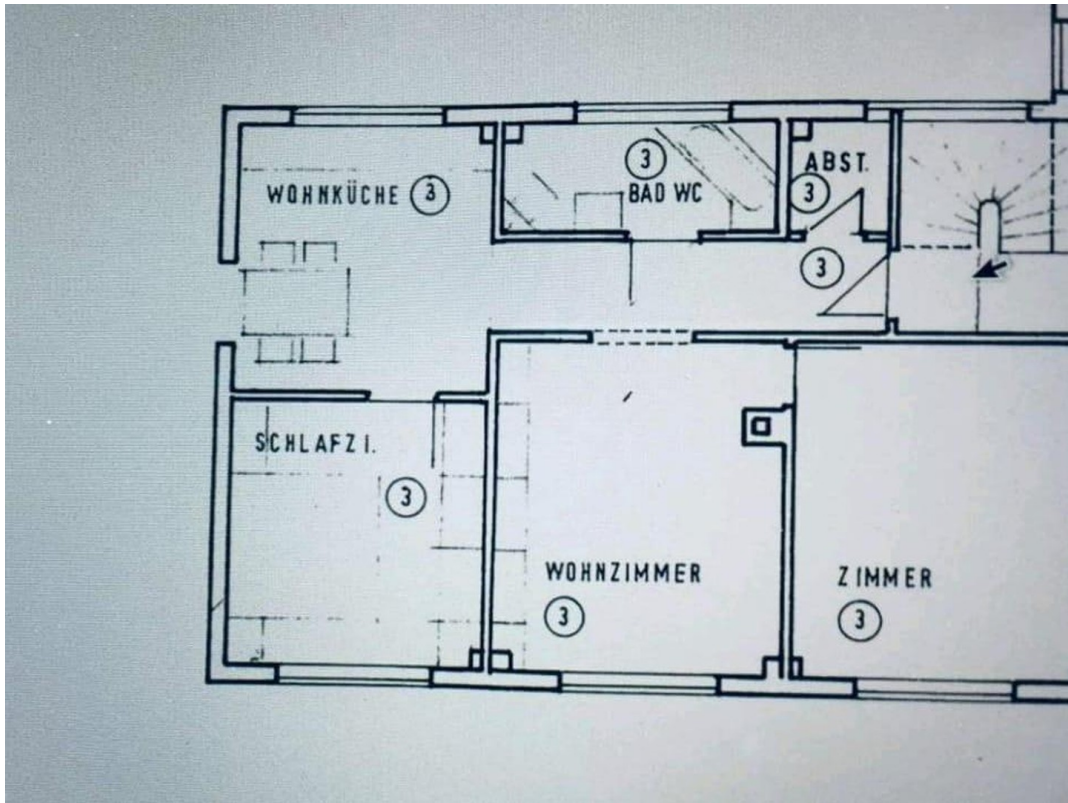 WOHNKÜCHE 3
3
BAD WC
ABST.
3
3
SCHLAFZI.
3
WOHNZIMMER
3
ZIMMER
3